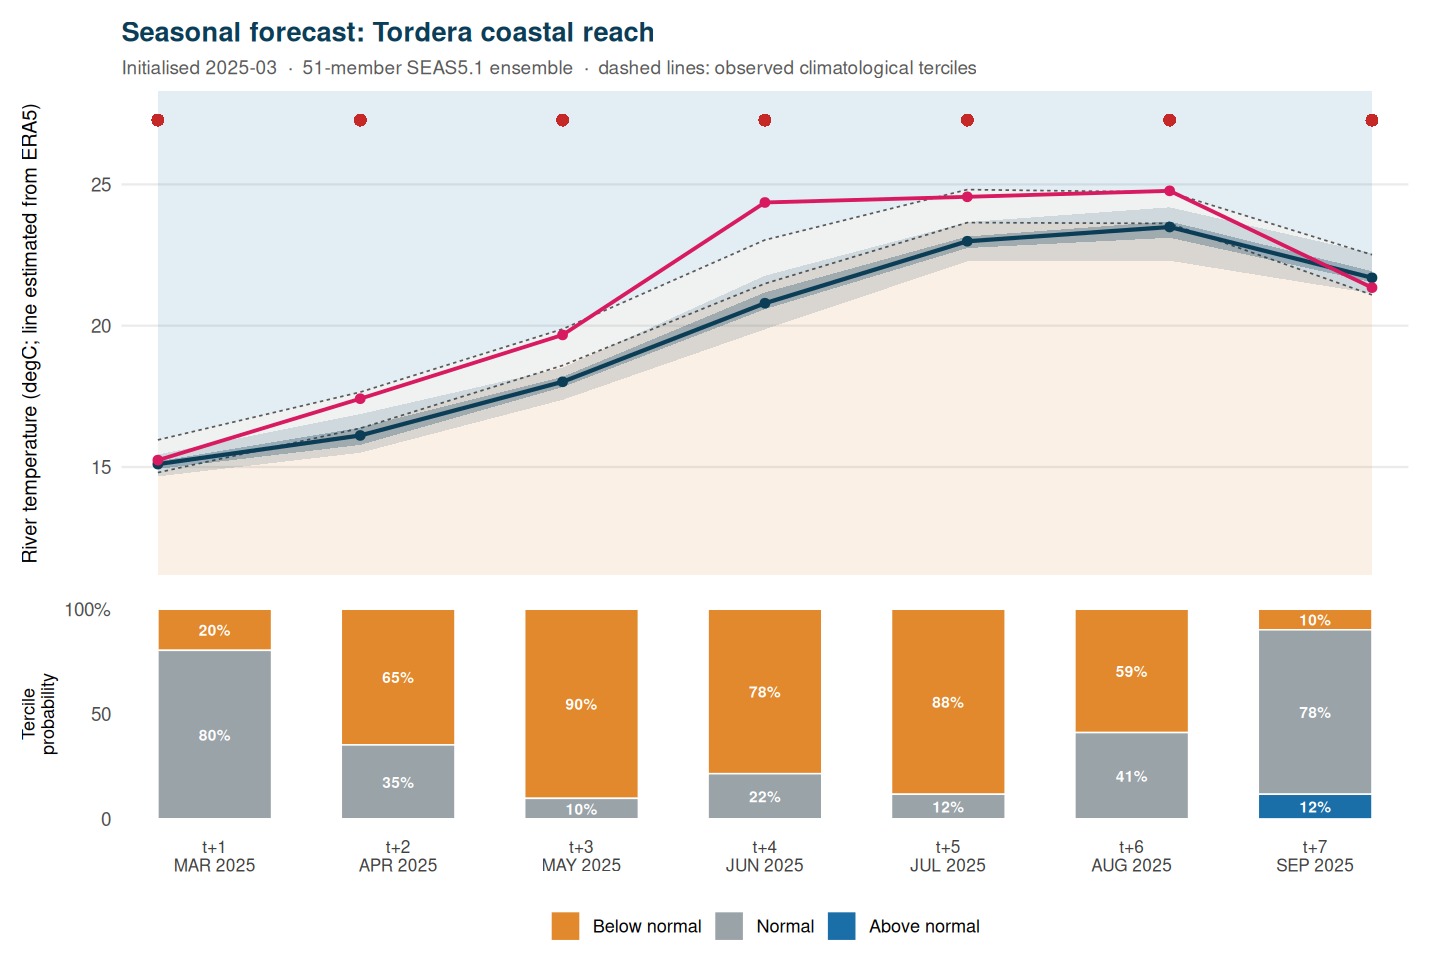 Seasonal forecast: Tordera coastal reach
Initialised 2025-03 · 51-member SEAS5.1 ensemble · dashed lines: observed climatological terciles
River temperature (degC; line estimated from ERA5)
25
20
15
Tercile
probability
100%
50
0
20%
80%
65%
35%
90%
10%
78%
22%
88%
12%
59%
41%
10%
78%
12%
t+1
MAR 2025
t+2
APR 2025
t+3
MAY 2025
t+4
JUN 2025
t+5
JUL 2025
t+6
AUG 2025
t+7
SEP 2025
Below normal
Normal
Above normal